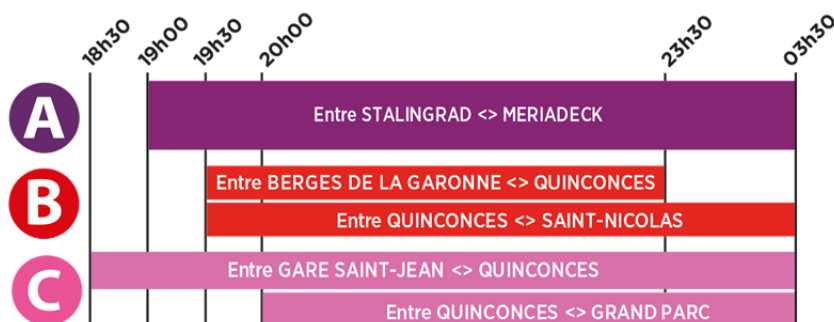 18h30 19h00 19h30 20h00 23h30 03h30
A
Entre STALINGRAD <> MERIADECK
B
Entre BERGES DE LA GARONNE <> QUINCONCES
Entre QUINCONCES <> SAINT-NICOLAS
C
Entre GARE SAINT-JEAN <> QUINCONCES
Entre QUINCONCES <> GRAND PARC